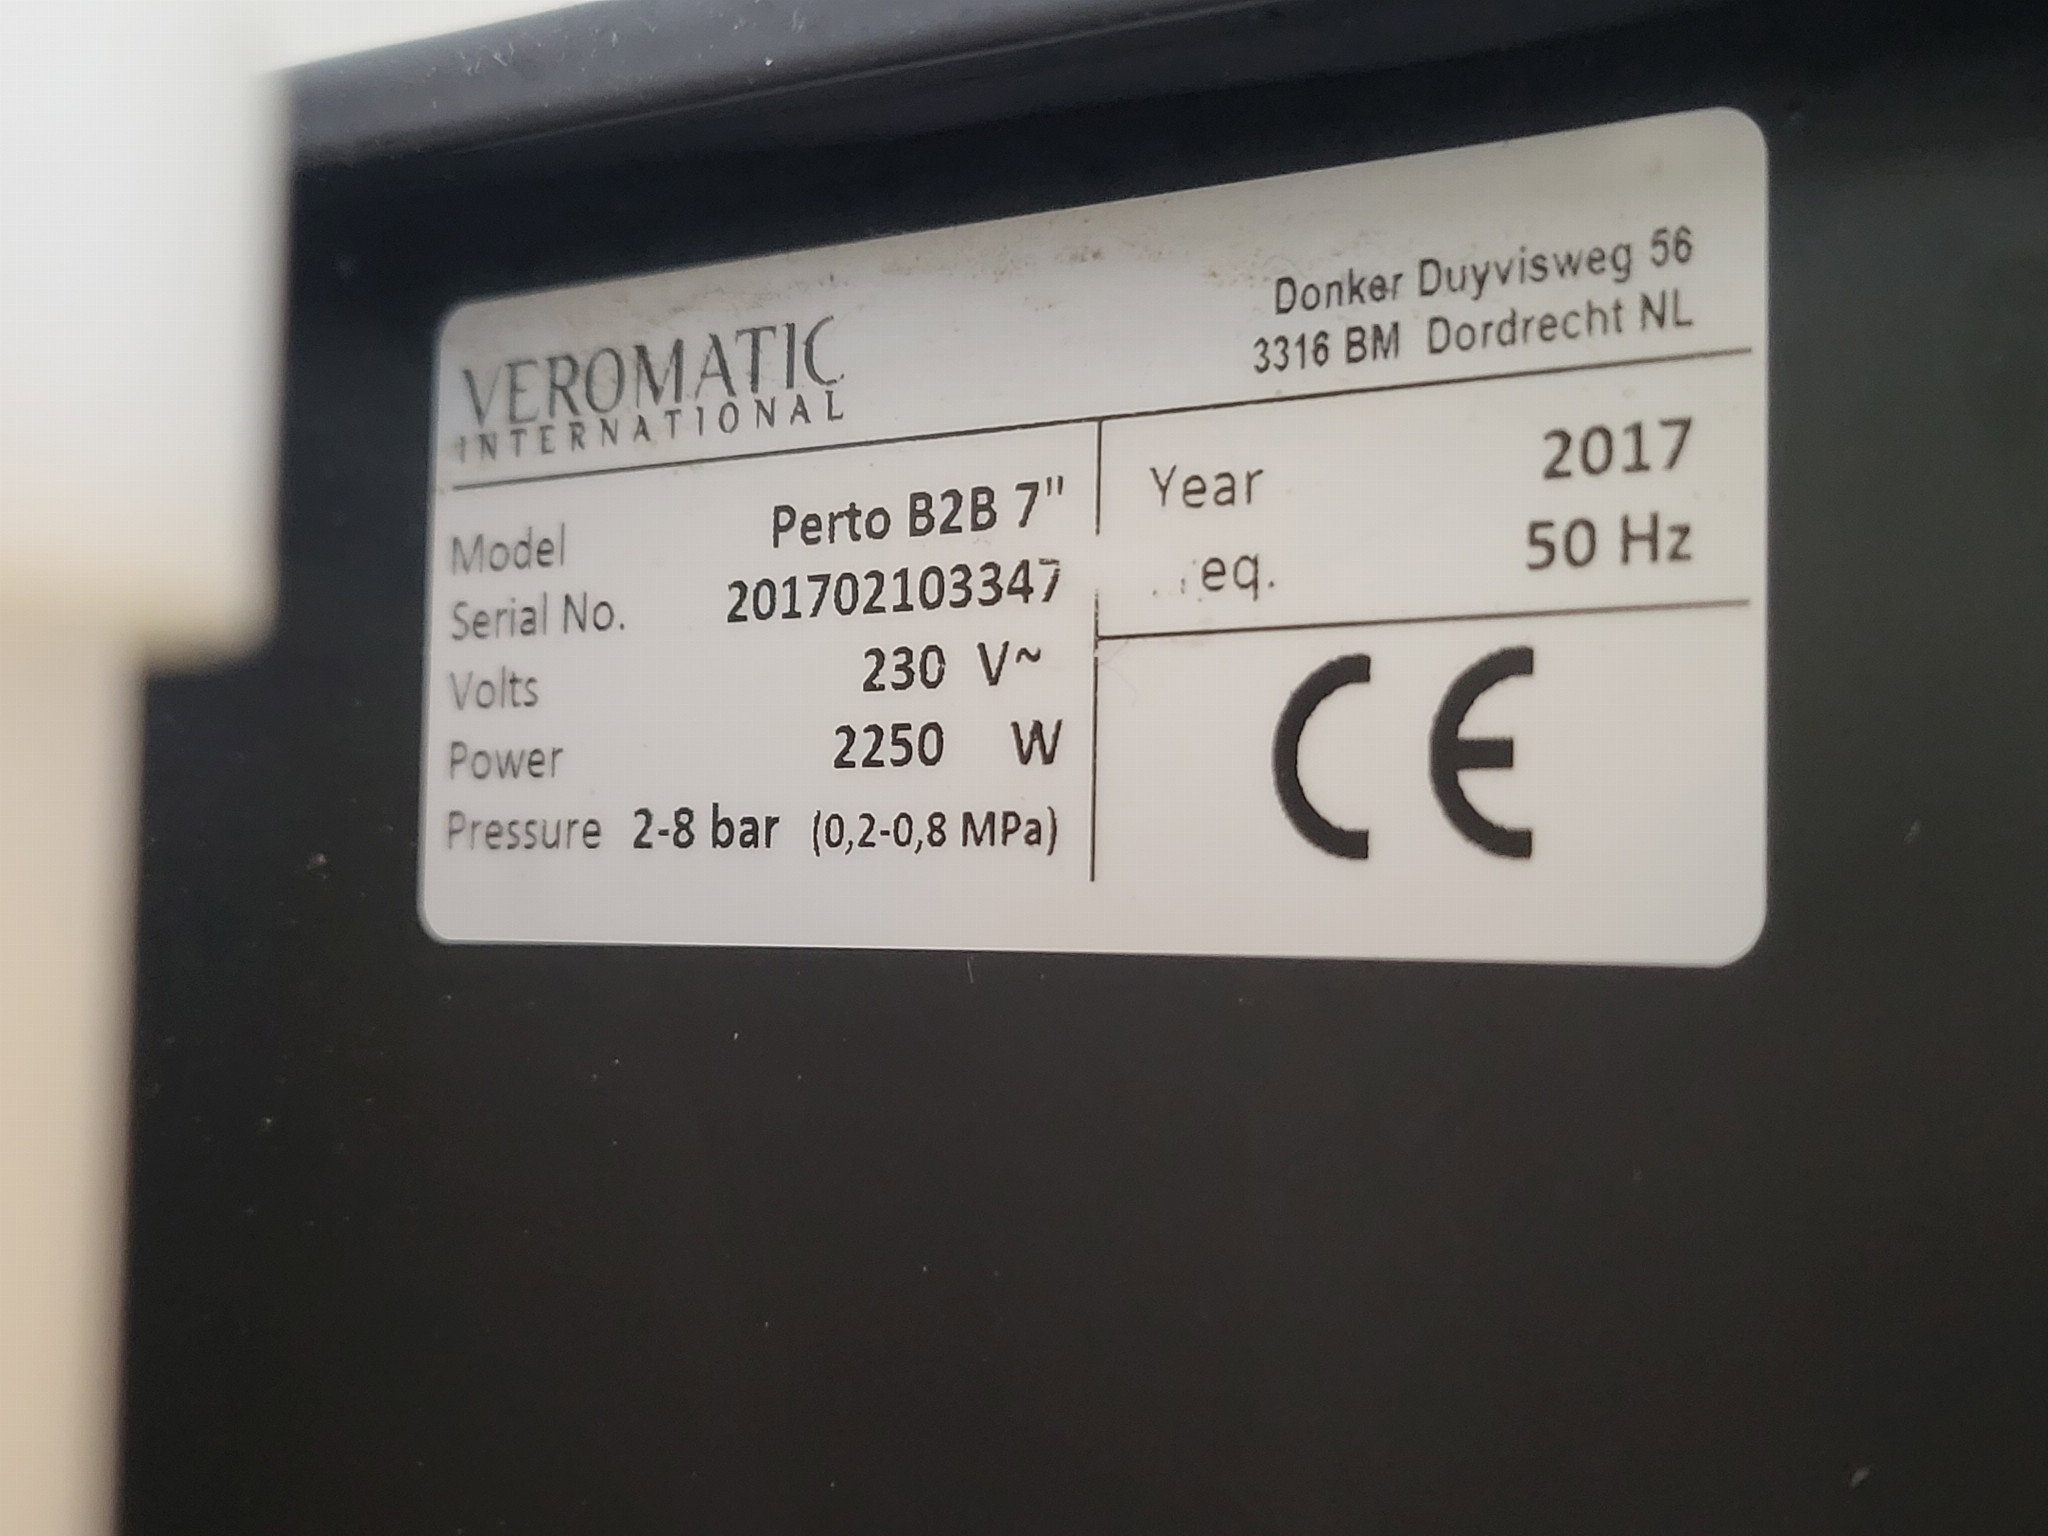 VEROMATIC
INTERNATIONAL
Donker Duyvisweg 56
3316 BM Dordrecht NL
Model Perto B2B 7"
Serial No. 201702103347
Volts 230 V~
Power 2250 W
Pressure 2-8 bar (0,2-0,8 MPa)
Year 2017
eq. 50 Hz
CE